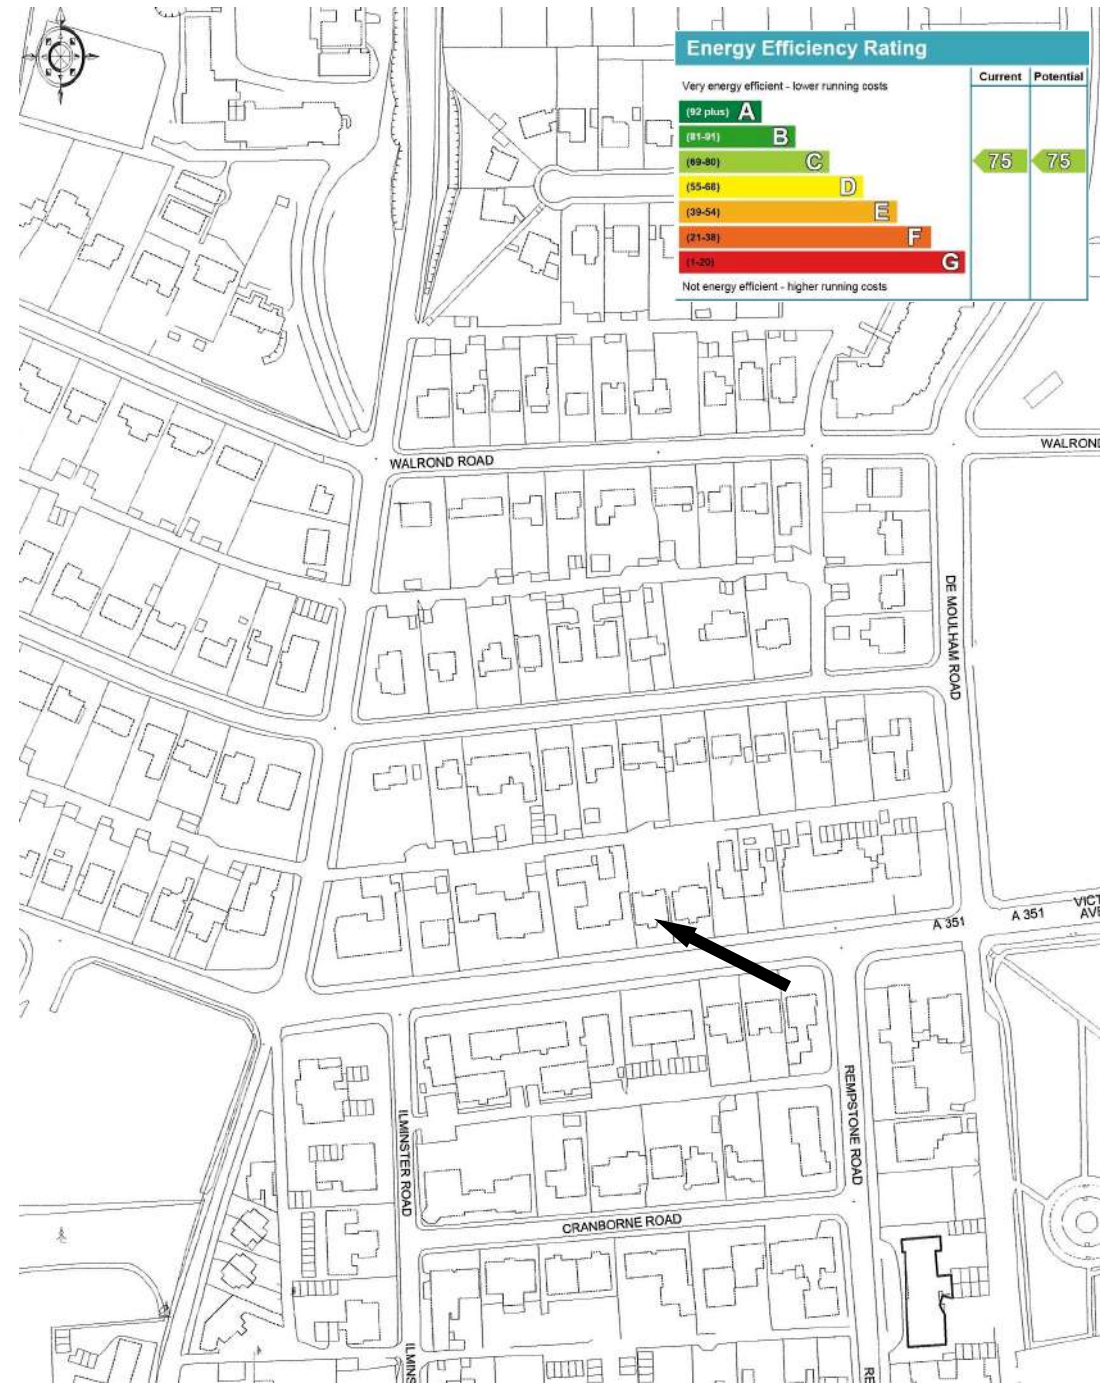 Energy Efficiency Rating
Current Potential
Very energy efficient - lower running costs
(92 plus) A
(81-91) B
(69-80) C
75 75
(55-68) D
(39-54) E
(21-38) F
(1-20) G
Not energy efficient - higher running costs
WALROND ROAD
WALROND
DE MOULHAM ROAD
A 351
A 351
VICT
AVE
ILMINSTER ROAD
REMPSTONE ROAD
CRANBORNE ROAD
ILMINS
RE